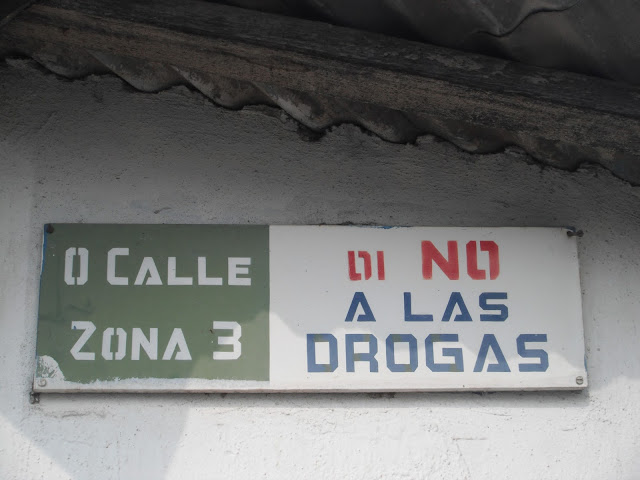 0 CALLE
ZONA 3
DI NO
A LAS
DROGAS